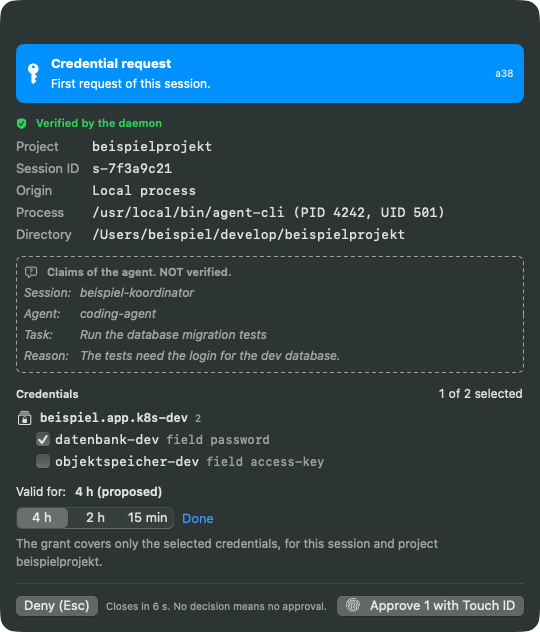 Credential request
First request of this session.
a38
Verified by the daemon
Project beispielprojekt
Session ID s-7f3a9c21
Origin Local process
Process /usr/local/bin/agent-cli (PID 4242, UID 501)
Directory /Users/beispiel/develop/beispielprojekt
Claims of the agent. NOT verified.
Session: beispiel-koordinator
Agent: coding-agent
Task: Run the database migration tests
Reason: The tests need the login for the dev database.
Credentials 1 of 2 selected
beispiel.app.k8s-dev 2
datenbank-dev field password
objektspeicher-dev field access-key
Valid for: 4 h (proposed)
4 h 2 h 15 min Done
The grant covers only the selected credentials, for this session and project
beispielprojekt.
Deny (Esc) Closes in 6 s. No decision means no approval. Approve 1 with Touch ID